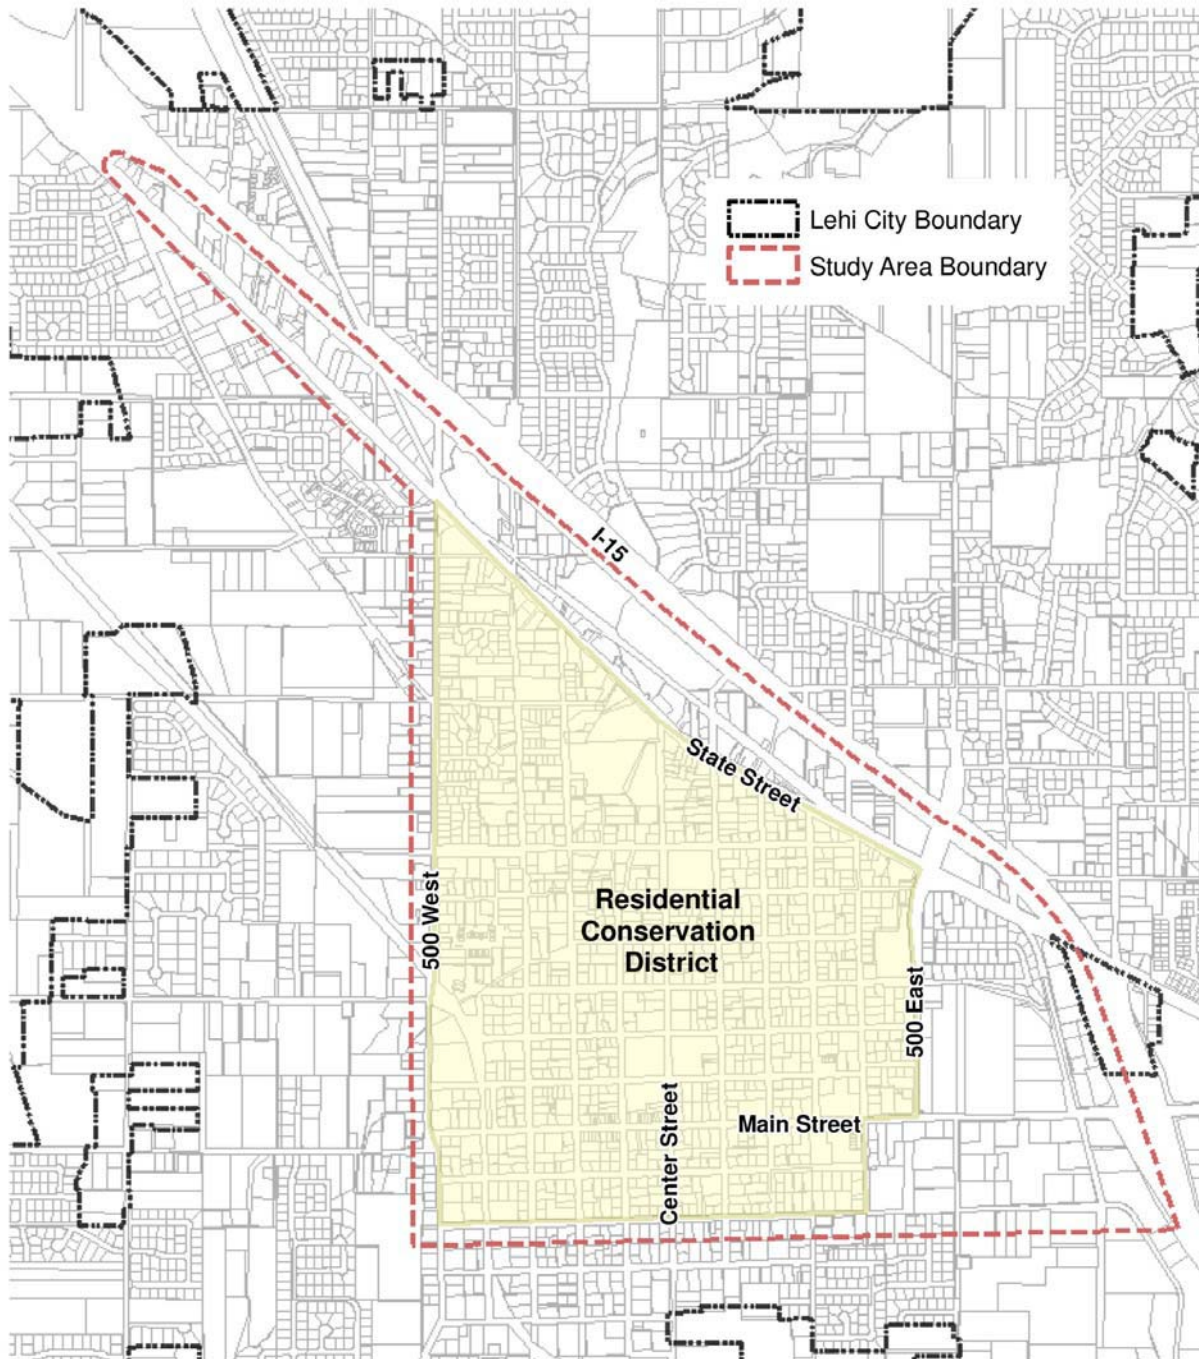 Lehi City Boundary
Study Area Boundary
I-15
State Street
500 West
Residential
Conservation
District
500 East
Center Street
Main Street